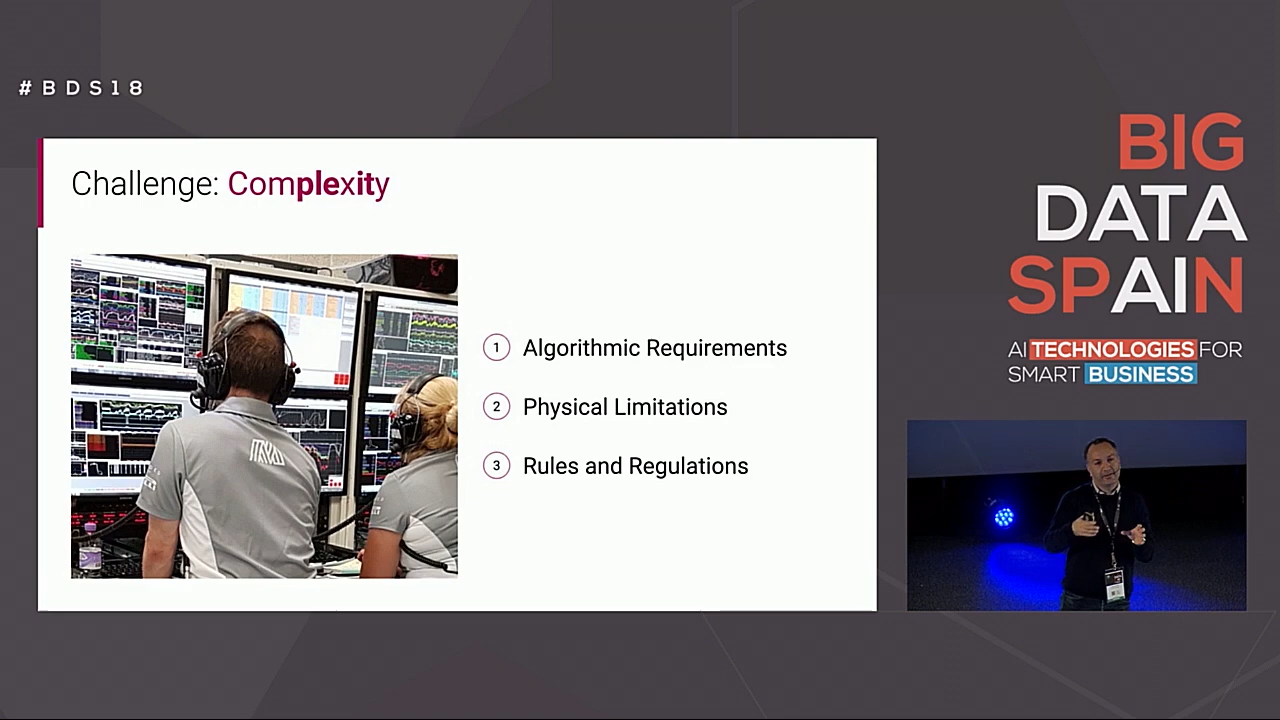 #BDS18
Challenge: Complexity
1 Algorithmic Requirements
2 Physical Limitations
3 Rules and Regulations
BIG
DATA
SPAIN
AI TECHNOLOGIES FOR
SMART BUSINESS